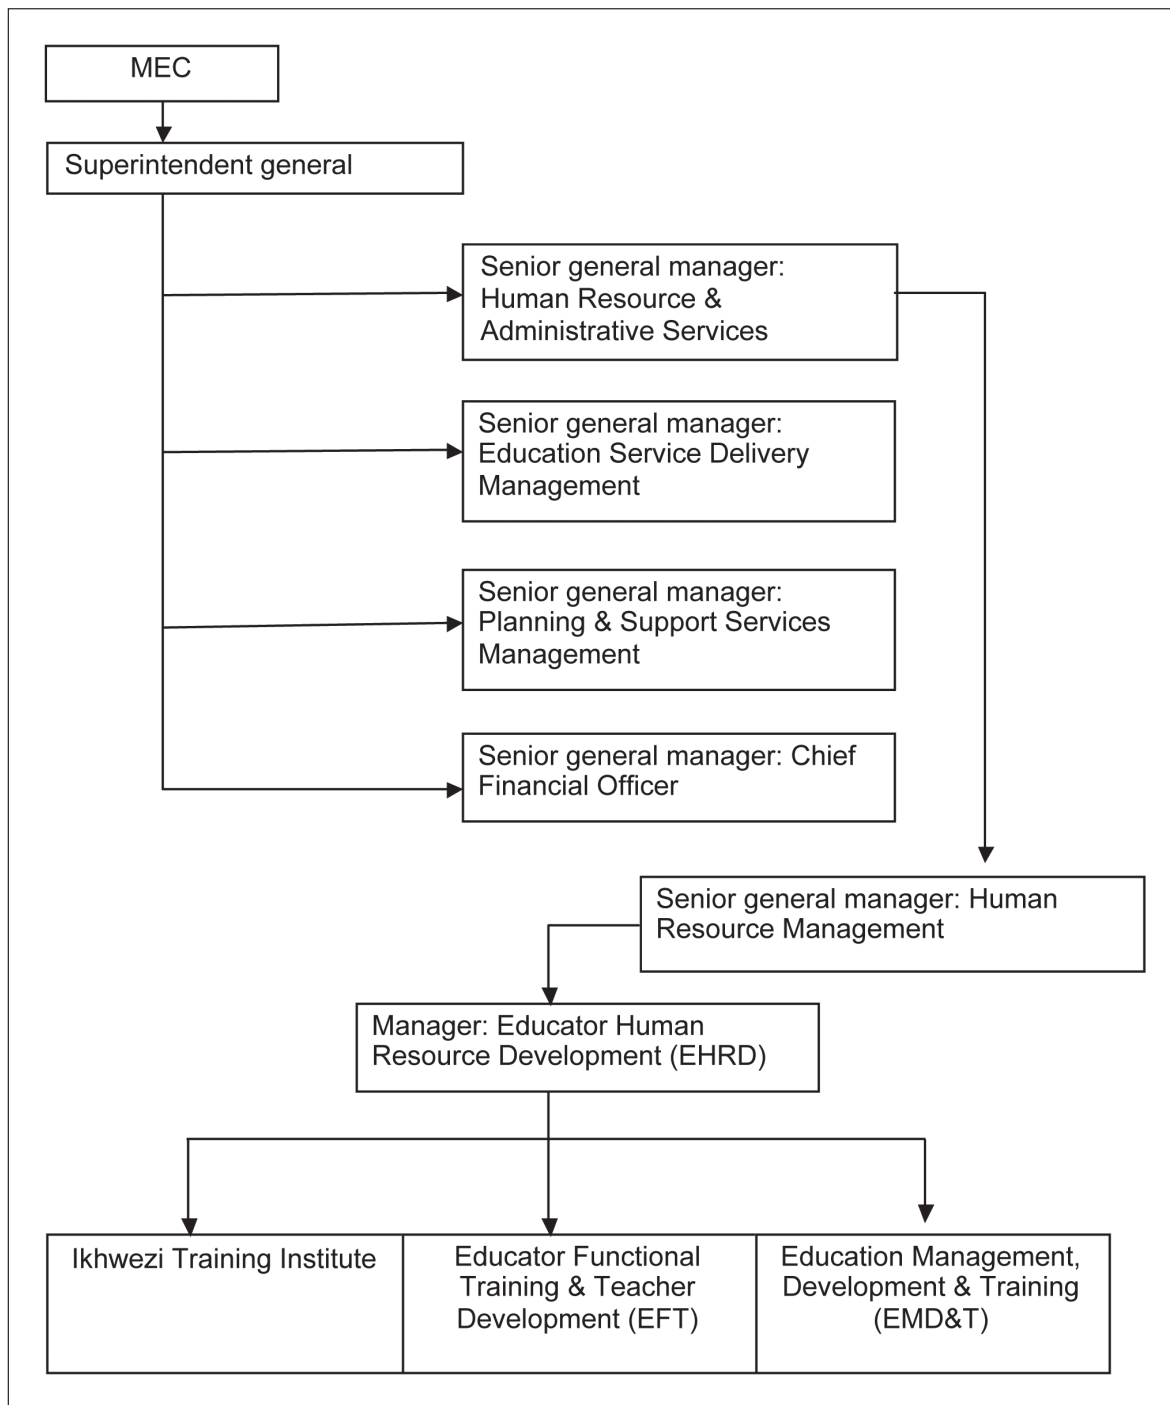 MEC
Superintendent general
Senior general manager:
Human Resource &
Administrative Services
Senior general manager:
Education Service Delivery
Management
Senior general manager:
Planning & Support Services
Management
Senior general manager: Chief
Financial Officer
Senior general manager: Human
Resource Management
Manager: Educator Human
Resource Development (EHRD)
Ikhwezi Training Institute
Educator Functional
Training & Teacher
Development (EFT)
Education Management,
Development & Training
(EMD&T)